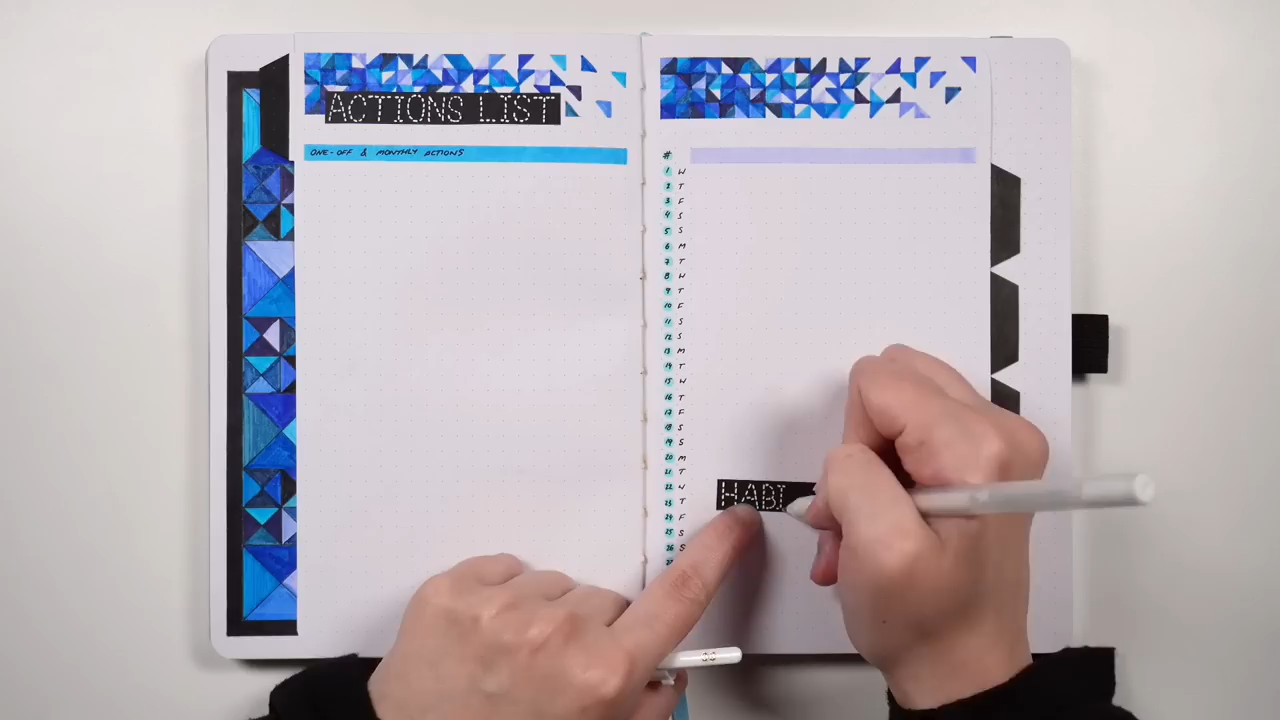 ACTIONS LIST
ONE-OFF & MONTHLY ACTIONS
#
1 W
2 T
3 F
4 S
5 S
6 M
7 T
8 W
9 T
10 F
11 S
12 S
13 M
14 T
15 W
16 T
17 F
18 S
19 S
20 M
21 T
22 W
23 T
24 F
25 S
26 S
27
HABI